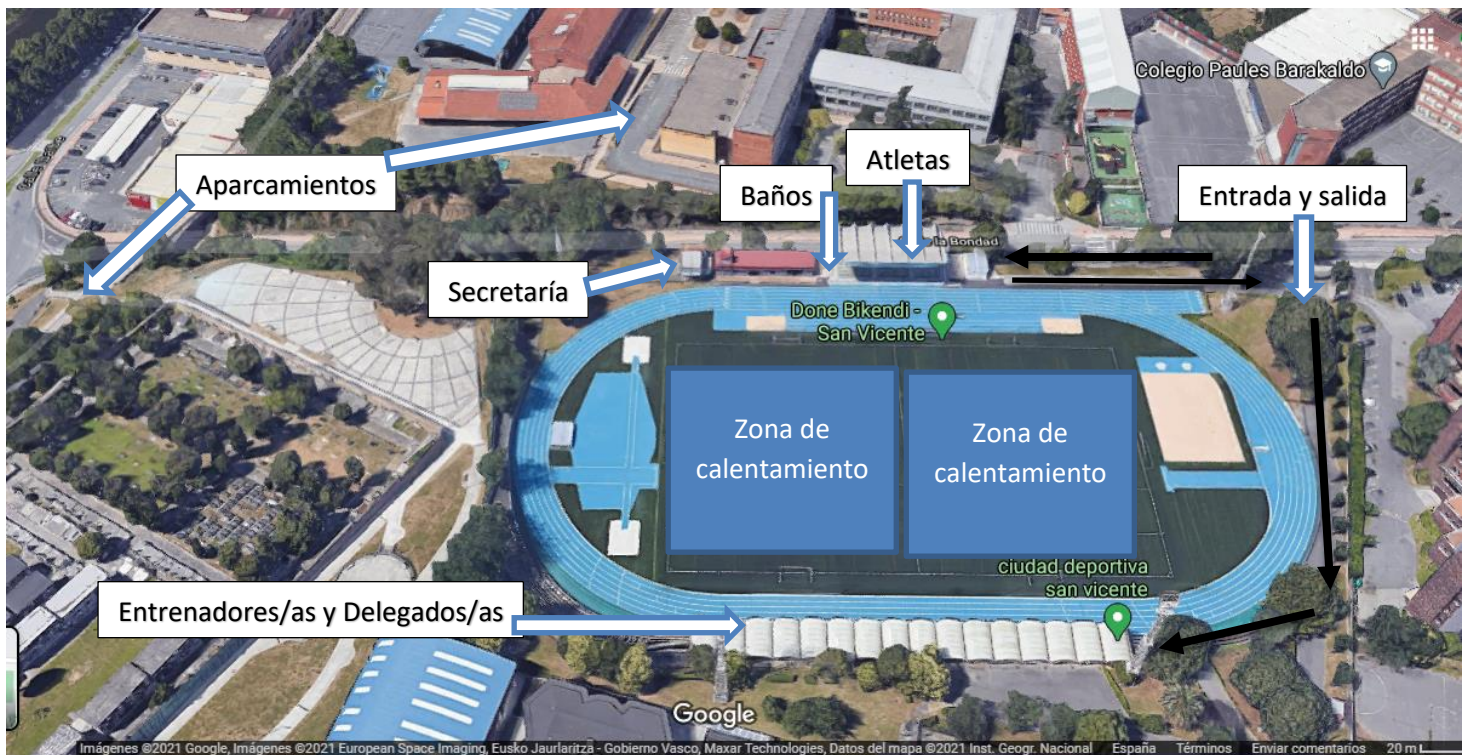 Colegio Paules Barakaldo
Aparcamientos
Baños
Atletas
Entrada y salida
la Bondad
Secretaría
Done Bikendi -
San Vicente
Zona de
calentamiento
Zona de
calentamiento
ciudad deportiva
san vicente
Entrenadores/as y Delegados/as
Google
Imágenes ©2021 Google, Imágenes ©2021 European Space Imaging, Eusko Jaurlaritza - Gobierno Vasco, Maxar Technologies, Datos del mapa ©2021 Inst. Geogr. Nacional España Términos Enviar comentarios 20 m